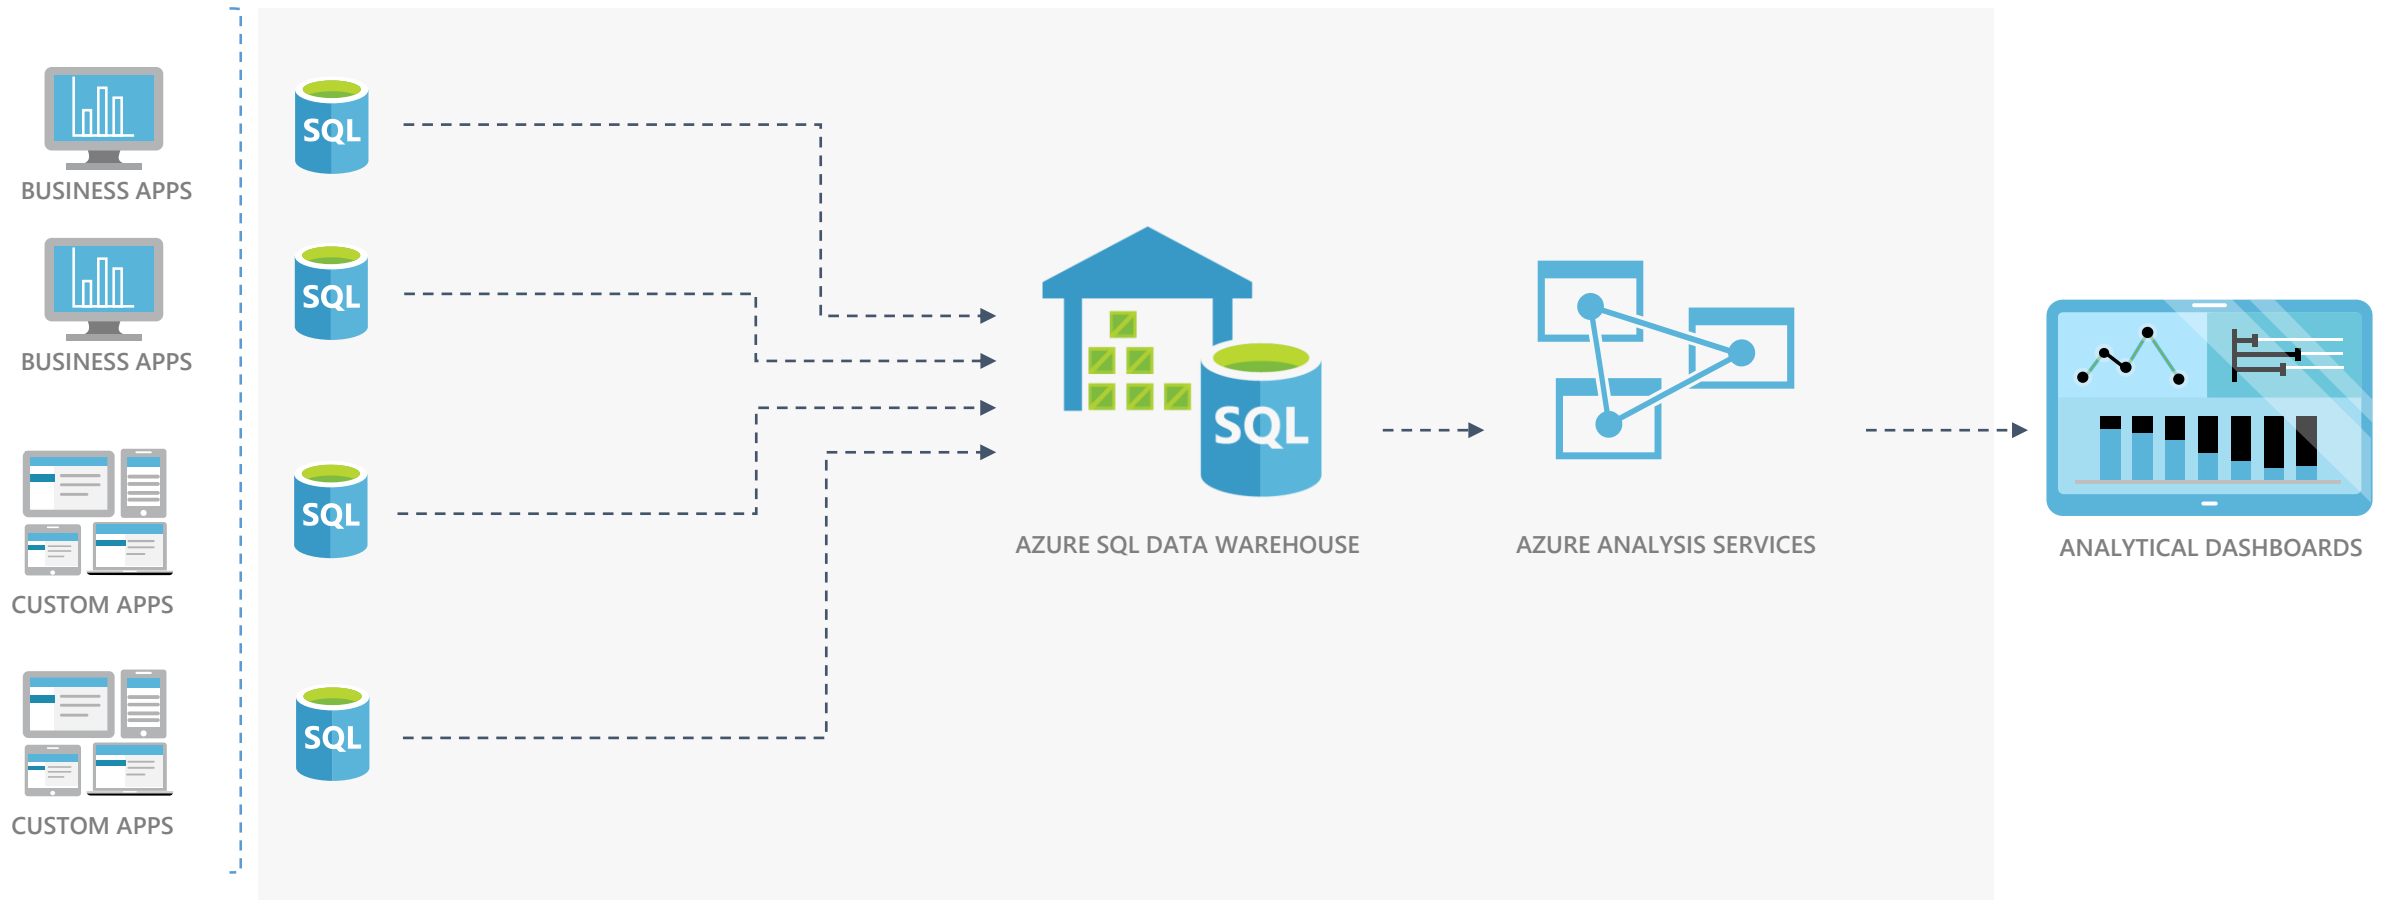 BUSINESS APPS
BUSINESS APPS
CUSTOM APPS
CUSTOM APPS
SQL
SQL
SQL
SQL
SQL
AZURE SQL DATA WAREHOUSE
AZURE ANALYSIS SERVICES
ANALYTICAL DASHBOARDS